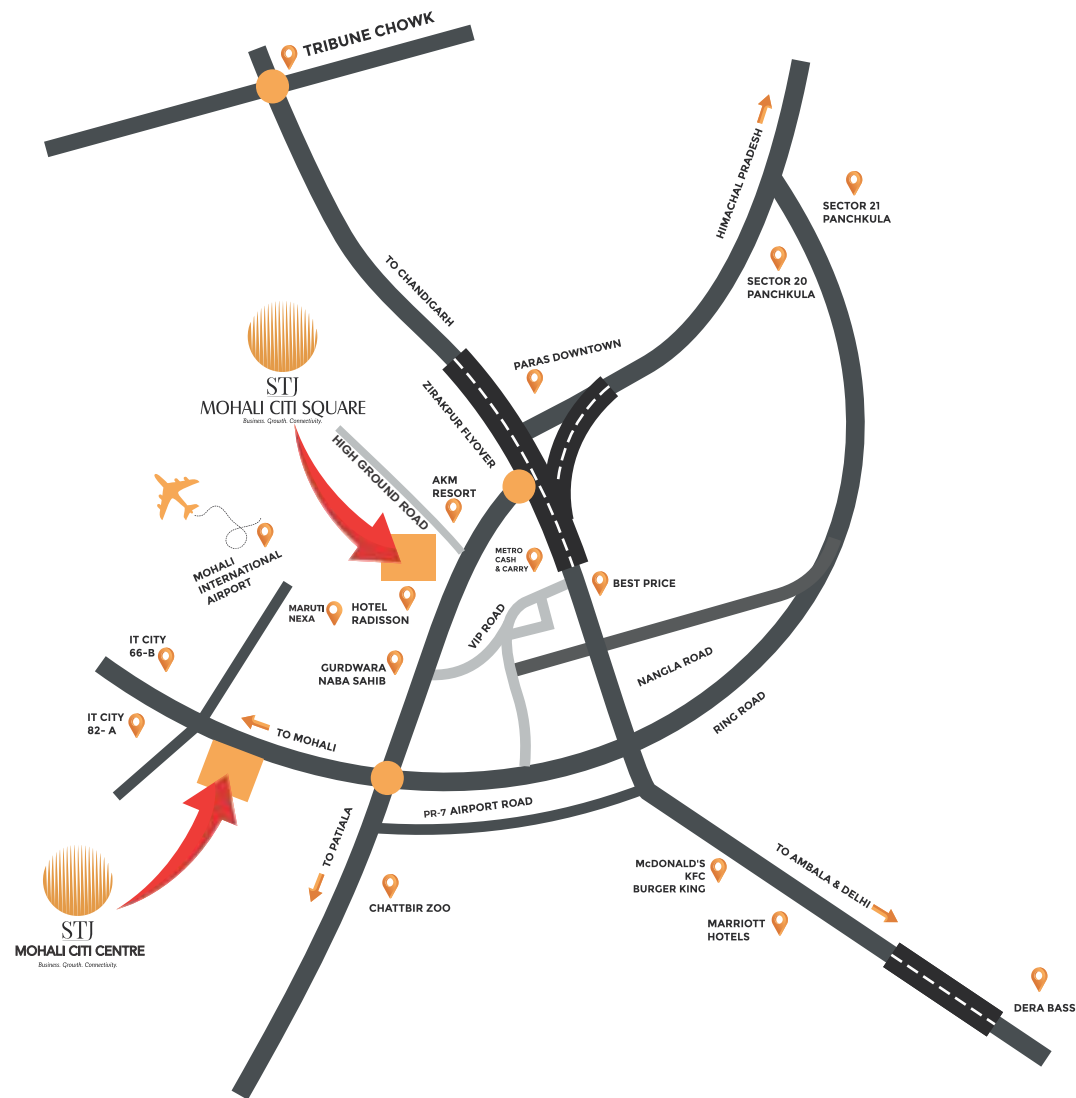 TRIBUNE CHOWK
HIMACHAL PRADESH
SECTOR 21
PANCHKULA
SECTOR 20
PANCHKULA
TO CHANDIGARH
PARAS DOWNTOWN
ZIRAKPUR FLYOVER
STJ
MOHALI CITI SQUARE
Business. Growth. Connectivity.
HIGH GROUND ROAD
AKM
RESORT
METRO
CASH
& CARRY
BEST PRICE
MOHALI
INTERNATIONAL
AIRPORT
MARUTI
NEXA
HOTEL
RADISSON
VIP ROAD
GURDWARA
NABA SAHIB
NANGLA ROAD
RING ROAD
IT CITY
66-B
IT CITY
82- A
TO MOHALI
PR-7 AIRPORT ROAD
TO PATIALA
CHATTBIR ZOO
McDONALD'S
KFC
BURGER KING
TO AMBALA & DELHI
MARRIOTT
HOTELS
DERA BASS
STJ
MOHALI CITI CENTRE
Business. Growth. Connectivity.